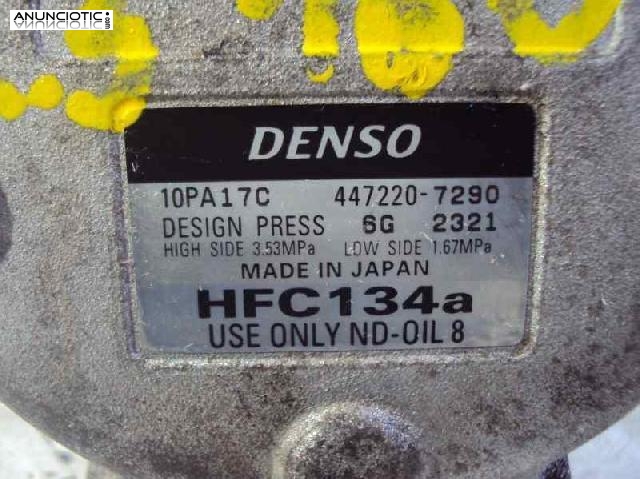 ANUNCIOTIC.com
DENSO
10PA17C 447220-7290
DESIGN PRESS 6G 2321
HIGH SIDE 3.53MPa LOW SIDE 1.67MPa
MADE IN JAPAN
HFC134a
USE ONLY ND-OIL 8